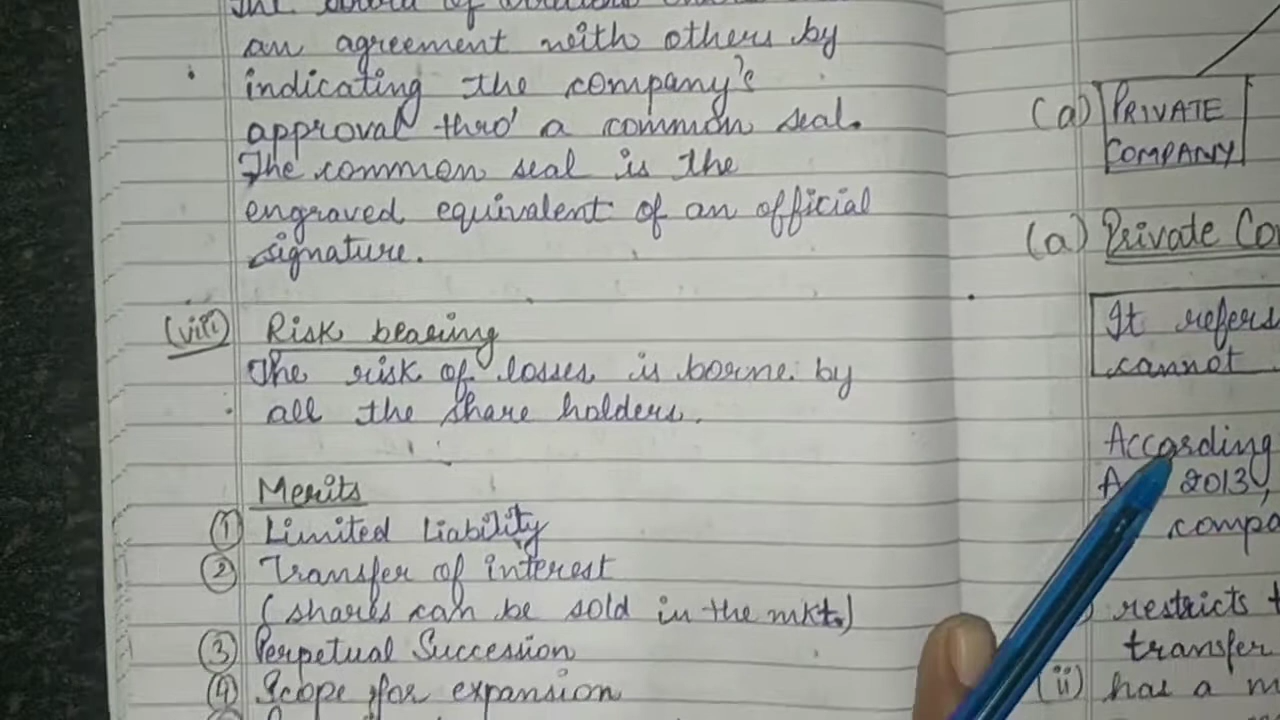 an agreement with others by
indicating the company's
approval thro' a common seal.
The common seal is the
engraved equivalent of an official
signature.
(viii) Risk bearing
The risk of losses is borne by
all the share holders.
Merits
① Limited Liability
② Transfer of interest
(shares can be sold in the mkt.)
③ Perpetual Succession
④ Scope for expansion
(a) PRIVATE
COMPANY
(a) Private Co
It refers
cannot
According
2013,
compa
restricts
transfer
(ii) has a m